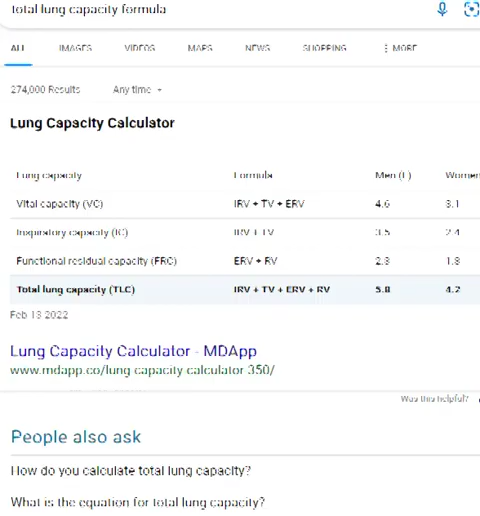 total lung capacity formula
ALL IMAGES VIDEOS MAPS NEWS SHOPPING ⋮ MORE
274,000 Results Any time
Lung Capacity Calculator
Lung capacity Formula Men (L) Women
Vital capacity (VC) IRV + TV + ERV 4.6 3.1
Inspiratory capacity (IC) IRV + TV 3.5 2.4
Functional residual capacity (FRC) ERV + RV 2.3 1.8
Total lung capacity (TLC) IRV + TV + ERV + RV 5.8 4.2
Feb 13 2022
Lung Capacity Calculator - MDApp
www.mdapp.co/lung-capacity-calculator-350/
Was this helpful?
People also ask
How do you calculate total lung capacity?
What is the equation for total lung capacity?